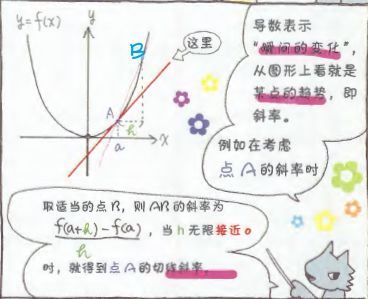 y=f(x)
y
B
这里
A
h
a
x
导数表示
"瞬间的变化",
从图形上看就是
某点的趋势, 即
斜率。
例如在考虑
点A的斜率时
取适当的点B, 则AB的斜率为
f(a+h)-f(a)
h
, 当h无限接近0
时, 就得到点A的切线斜率。